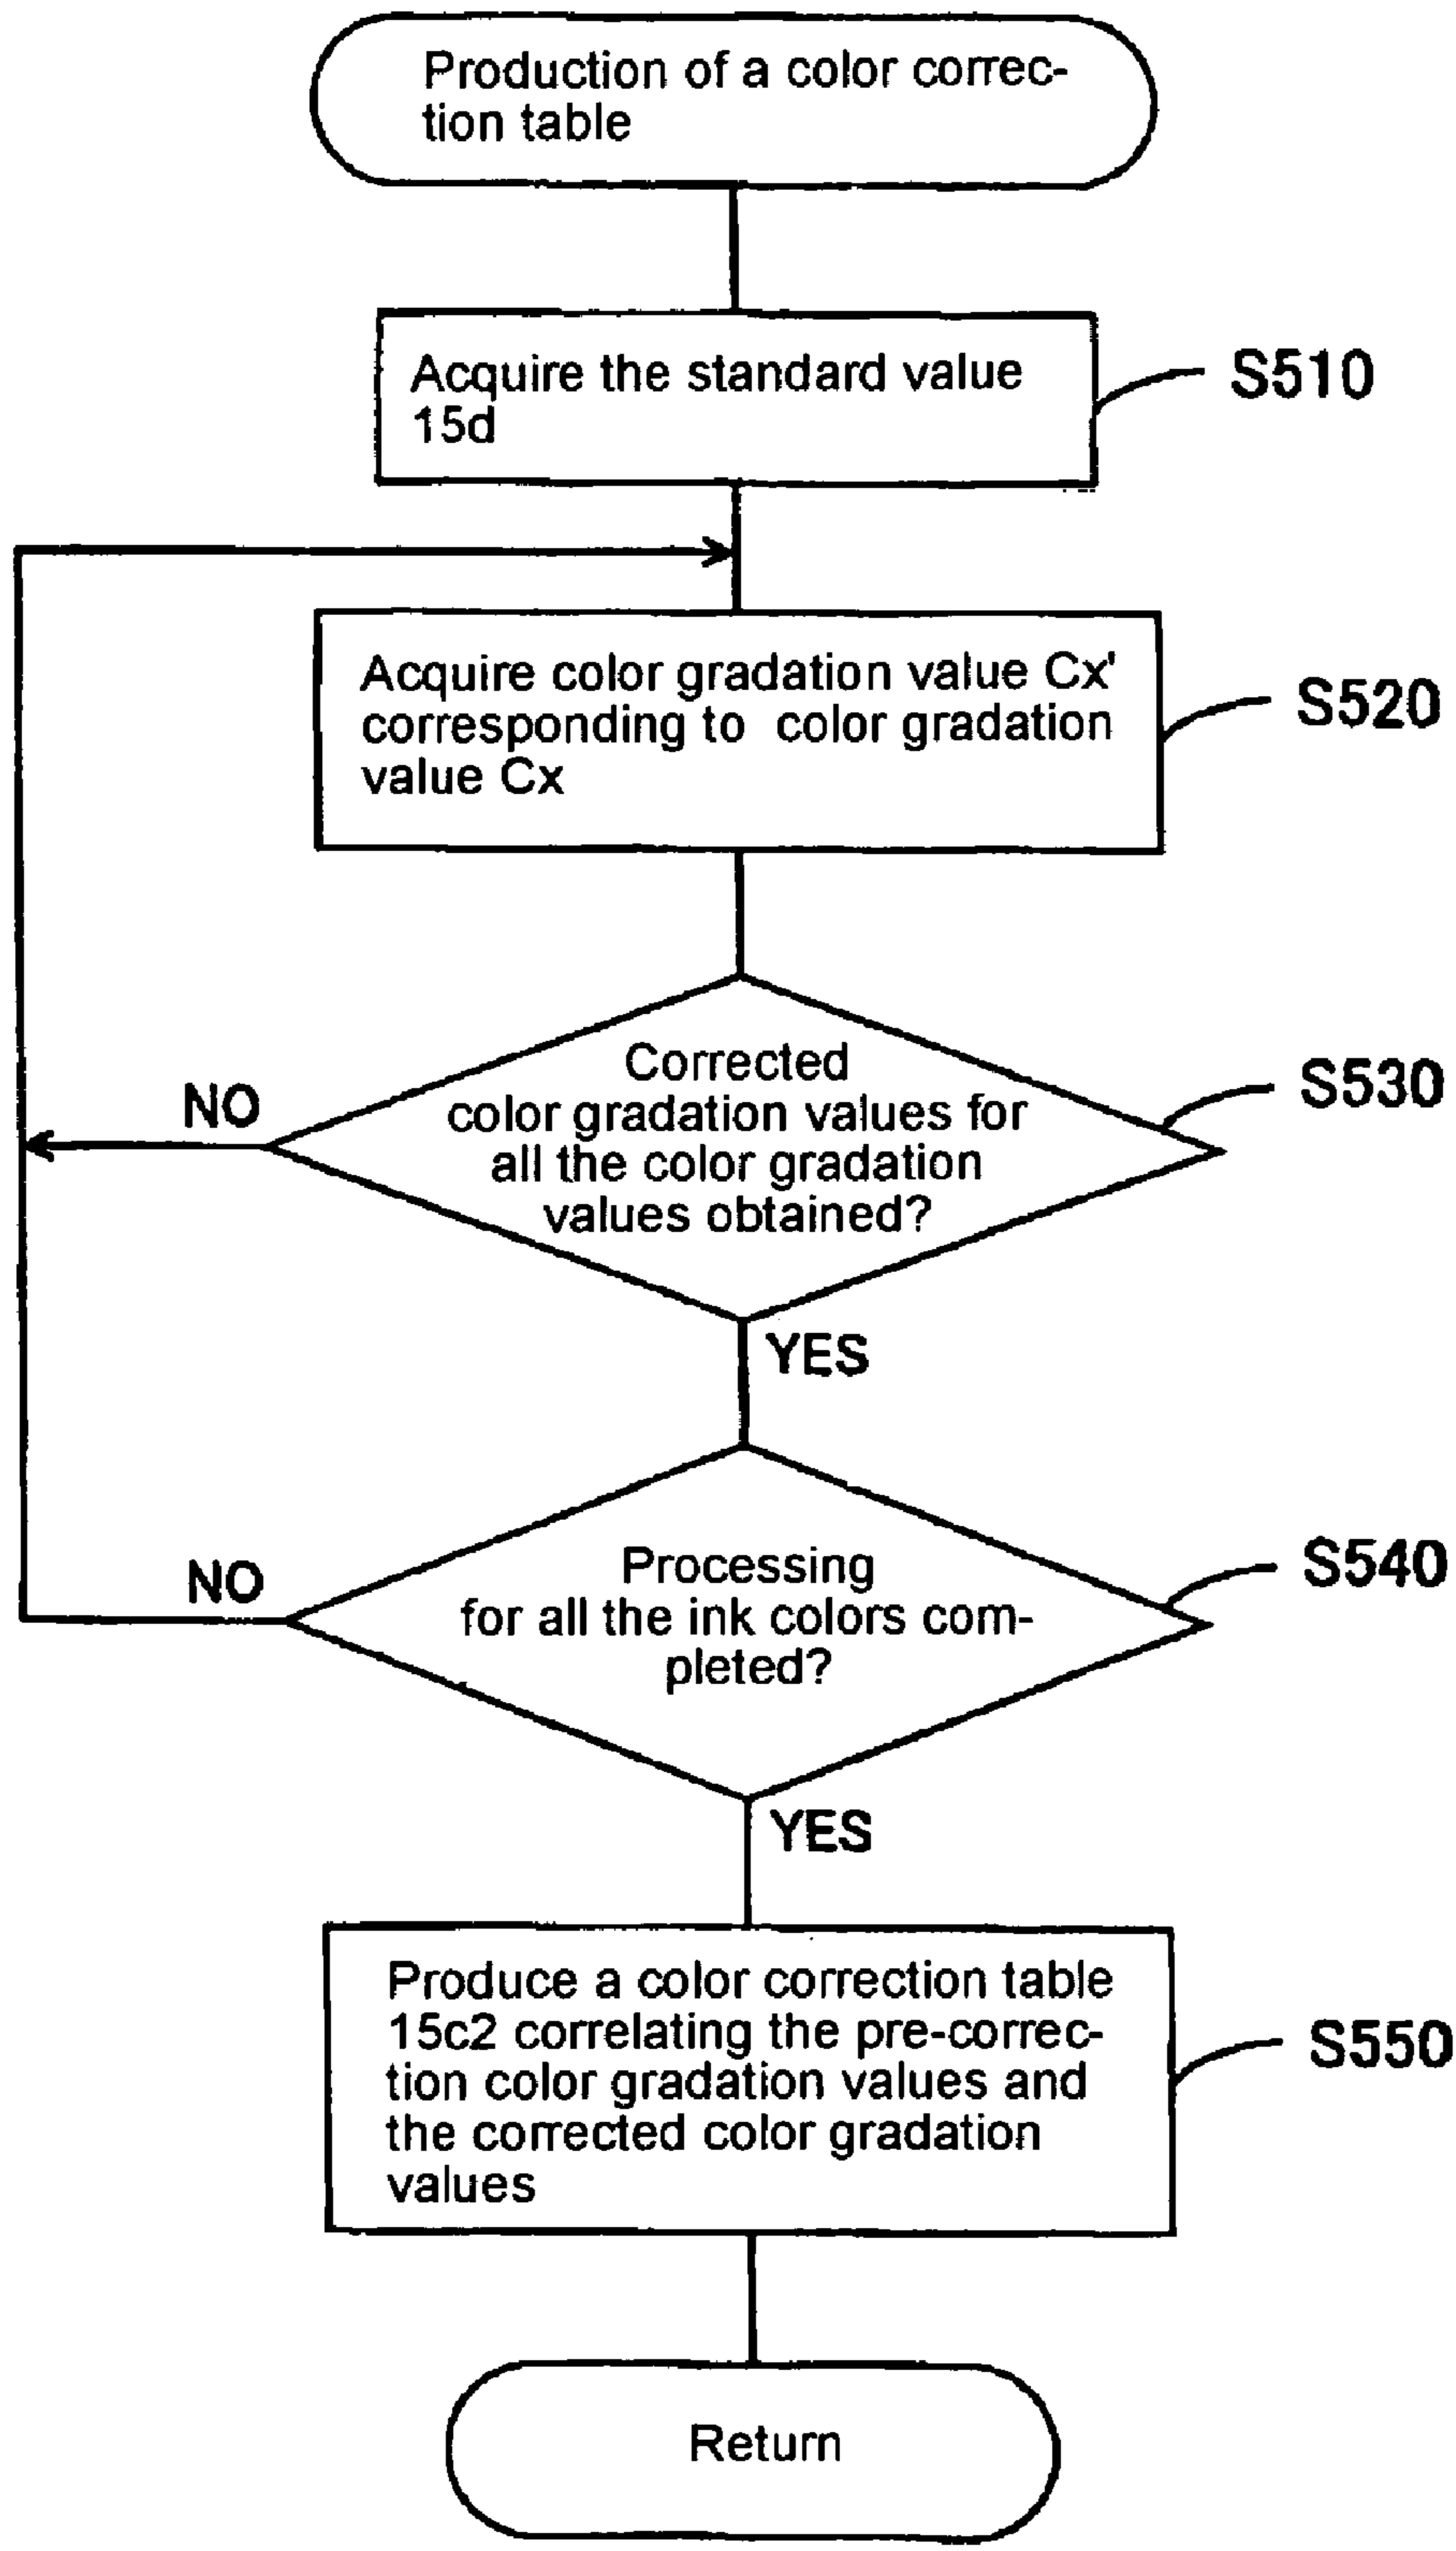 Production of a color correc-
tion table
Acquire the standard value
15d
S510
Acquire color gradation value Cx'
corresponding to color gradation
value Cx
S520
Corrected
color gradation values for
all the color gradation
values obtained?
S530
NO
YES
Processing
for all the ink colors com-
pleted?
S540
NO
YES
Produce a color correction table
15c2 correlating the pre-correc-
tion color gradation values and
the corrected color gradation
values
S550
Return